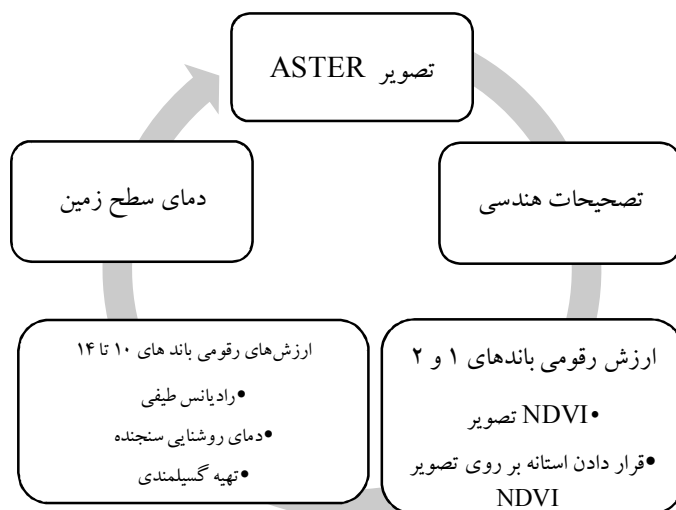 تصویر ASTER
تصحیحات هندسی
دمای سطح زمین
ارزش رقومی باندهای ۱ و ۲
•NDVI تصویر
•قرار دادن استانه بر روی تصویر
NDVI
ارزش‌های رقومی باند های ۱۰ تا ۱۴
•رادیانس طیفی
•دمای روشنایی سنجنده
•تهیه گسیلمندی